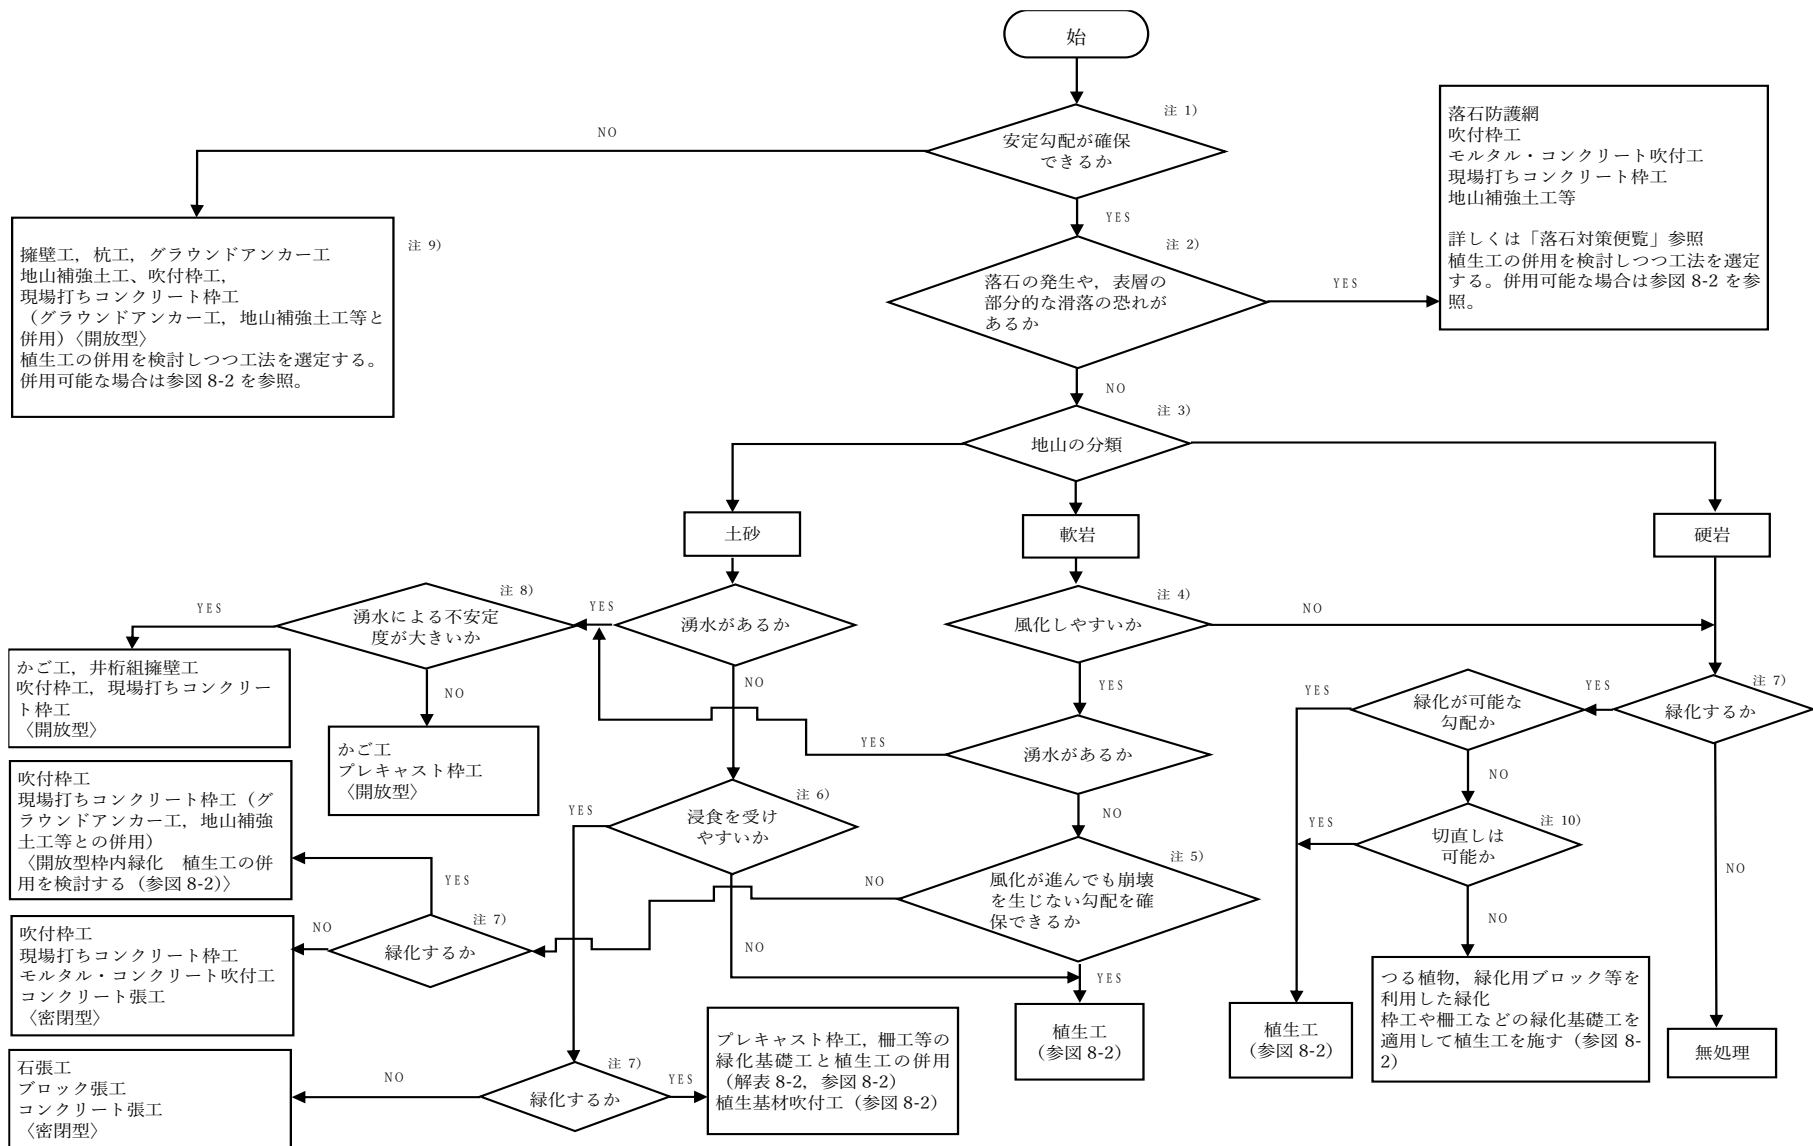 始
注 1)
安定勾配が確保
できるか
NO
YES
落石防護網
吹付枠工
モルタル・コンクリート吹付工
現場打ちコンクリート枠工
地山補強土工等
詳しくは「落石対策便覧」参照
植生工の併用を検討しつつ工法を選定
する。併用可能な場合は参図 8-2 を参
照。
注 9)
擁壁工，杭工，グラウンドアンカー工
地山補強土工、吹付枠工，
現場打ちコンクリート枠工
（グラウンドアンカー工，地山補強土工等と
併用）〈開放型〉
植生工の併用を検討しつつ工法を選定する。
併用可能な場合は参図 8-2 を参照。
注 2)
落石の発生や，表層の
部分的な滑落の恐れが
あるか
YES
NO
注 3)
地山の分類
土砂
軟岩
硬岩
注 8)
湧水による不安定
度が大きいか
YES
NO
YES
湧水があるか
NO
注 4)
風化しやすいか
NO
YES
かご工，井桁組擁壁工
吹付枠工，現場打ちコンクリー
ト枠工
〈開放型〉
かご工
プレキャスト枠工
〈開放型〉
YES
湧水があるか
NO
YES
緑化が可能な
勾配か
NO
YES
注 7)
緑化するか
NO
吹付枠工
現場打ちコンクリート枠工（グ
ラウンドアンカー工，地山補強
土工等との併用）
〈開放型枠内緑化　植生工の併
用を検討する（参図 8-2）〉
YES
注 6)
浸食を受け
やすいか
NO
YES
注 10)
切直しは
可能か
NO
注 5)
風化が進んでも崩壊
を生じない勾配を確
保できるか
NO
YES
YES
注 7)
緑化するか
NO
吹付枠工
現場打ちコンクリート枠工
モルタル・コンクリート吹付工
コンクリート張工
〈密閉型〉
植生工
（参図 8-2）
植生工
（参図 8-2）
つる植物，緑化用ブロック等を
利用した緑化
枠工や柵工などの緑化基礎工を
適用して植生工を施す（参図 8-
2）
無処理
石張工
ブロック張工
コンクリート張工
〈密閉型〉
NO
注 7)
緑化するか
YES
プレキャスト枠工，柵工等の
緑化基礎工と植生工の併用
（解表 8-2，参図 8-2）
植生基材吹付工（参図 8-2）